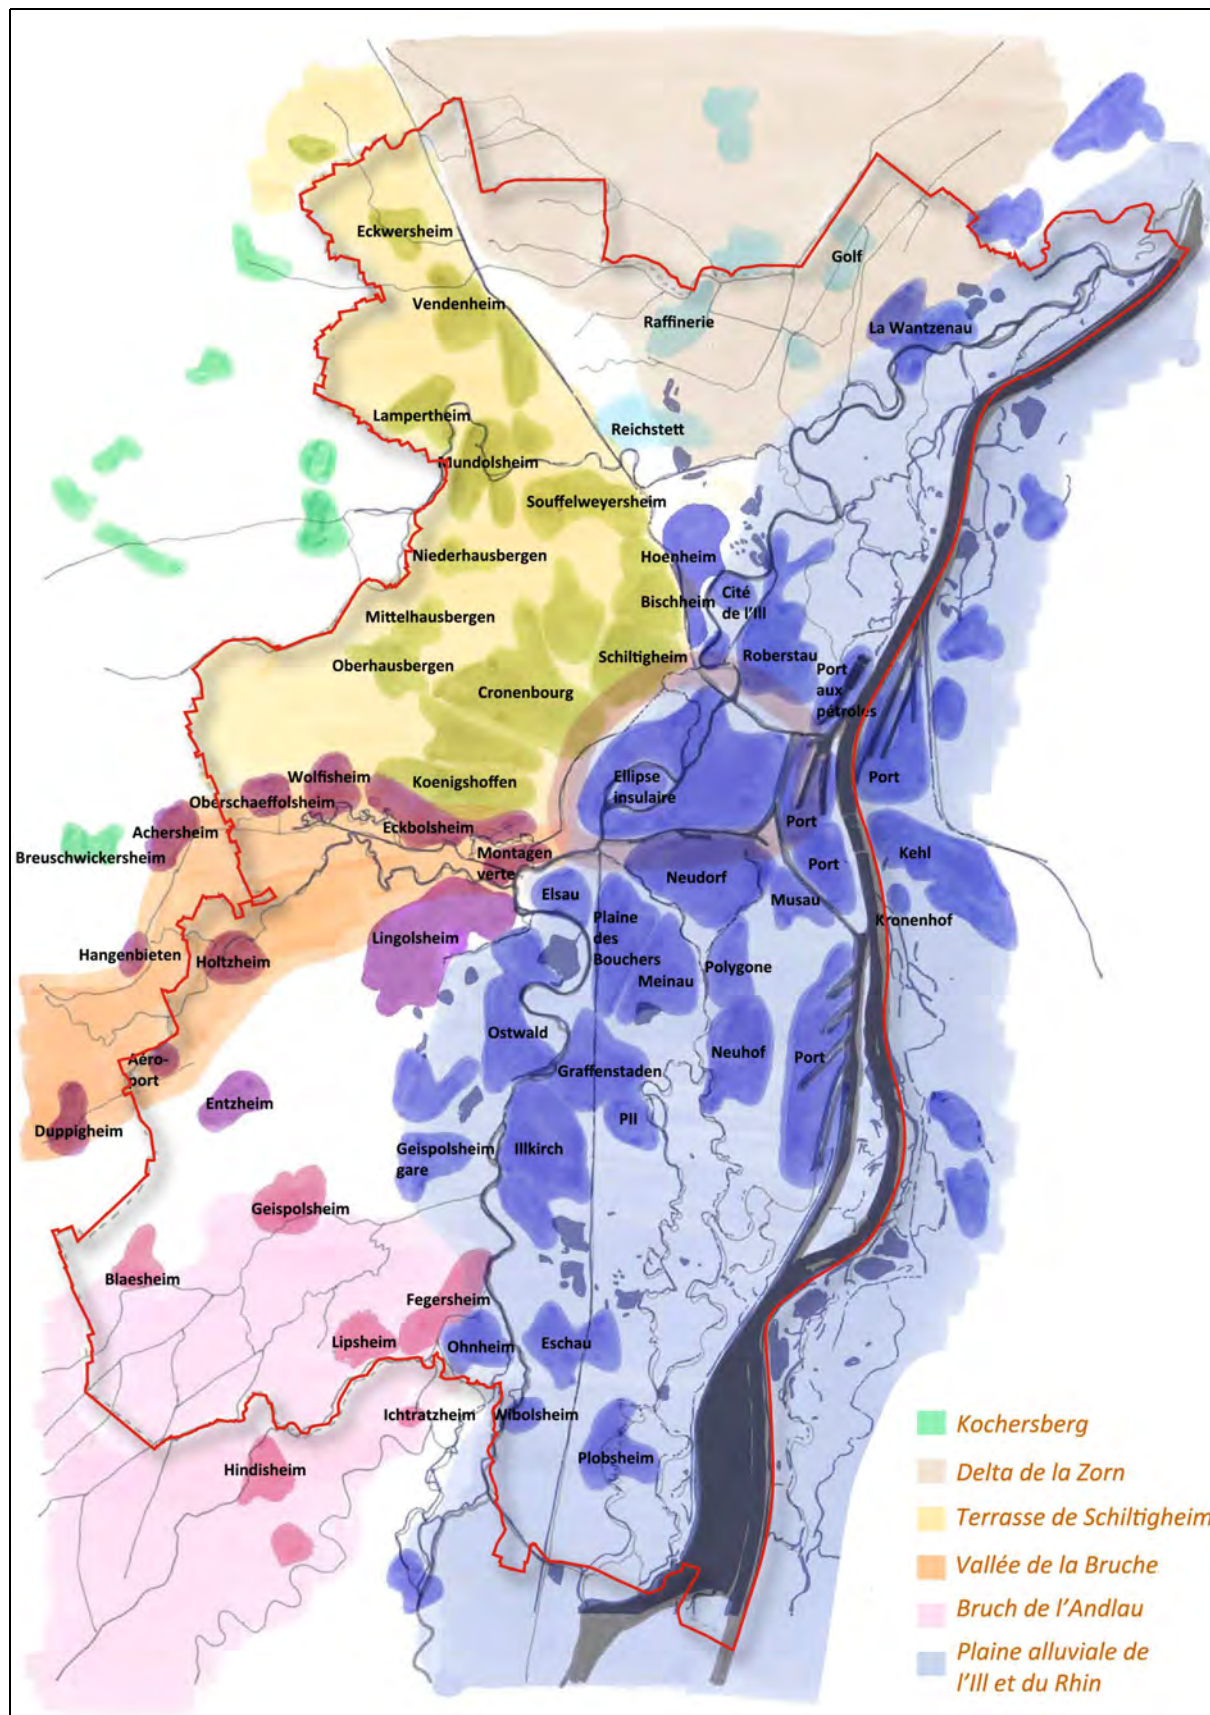 Eckwersheim
Golf
Vendenheim
Raffinerie
La Wantzenau
Lampertheim
Reichstett
Mundolsheim
Souffelweyersheim
Niederhausbergen
Hoenheim
Cité
de l'Ill
Bischheim
Mittelhausbergen
Oberhausbergen
Schiltigheim
Roberstau
Port
aux
pétroles
Cronenbourg
Wolfisheim
Koenigshoffen
Ellipse
insulaire
Port
Oberschaeffolsheim
Achersheim
Eckbolsheim
Port
Breuschwickersheim
Montagen
verte
Port
Kehl
Elsau
Neudorf
Musau
Plaine
des
Bouchers
Kronenhof
Lingolsheim
Hangenbieten
Holtzheim
Meinau
Polygone
Ostwald
Aéro-
port
Graffenstaden
Neuhof
Port
Entzheim
PII
Duppigheim
Geispolsheim
gare
Illkirch
Geispolsheim
Blaesheim
Fegersheim
Lipsheim
Ohnheim
Eschau
Ichtratzheim
Wibolsheim
Hindisheim
Plobsheim
Kochersberg
Delta de la Zorn
Terrasse de Schiltigheim
Vallée de la Bruche
Bruch de l'Andlau
Plaine alluviale de
l'Ill et du Rhin